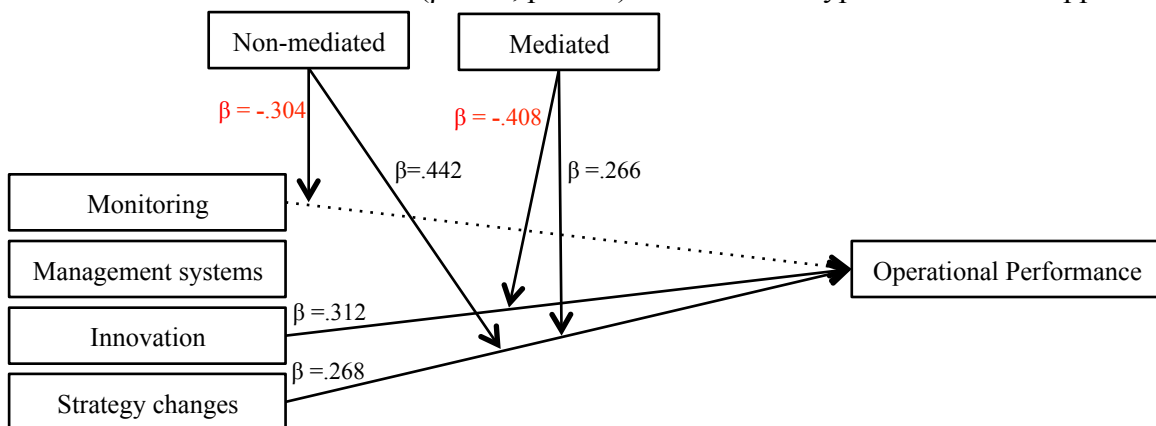 Non-mediated
Mediated
β = -.304
β = -.408
β=.442
β =.266
Monitoring
Management systems
Operational Performance
β =.312
Innovation
β =.268
Strategy changes